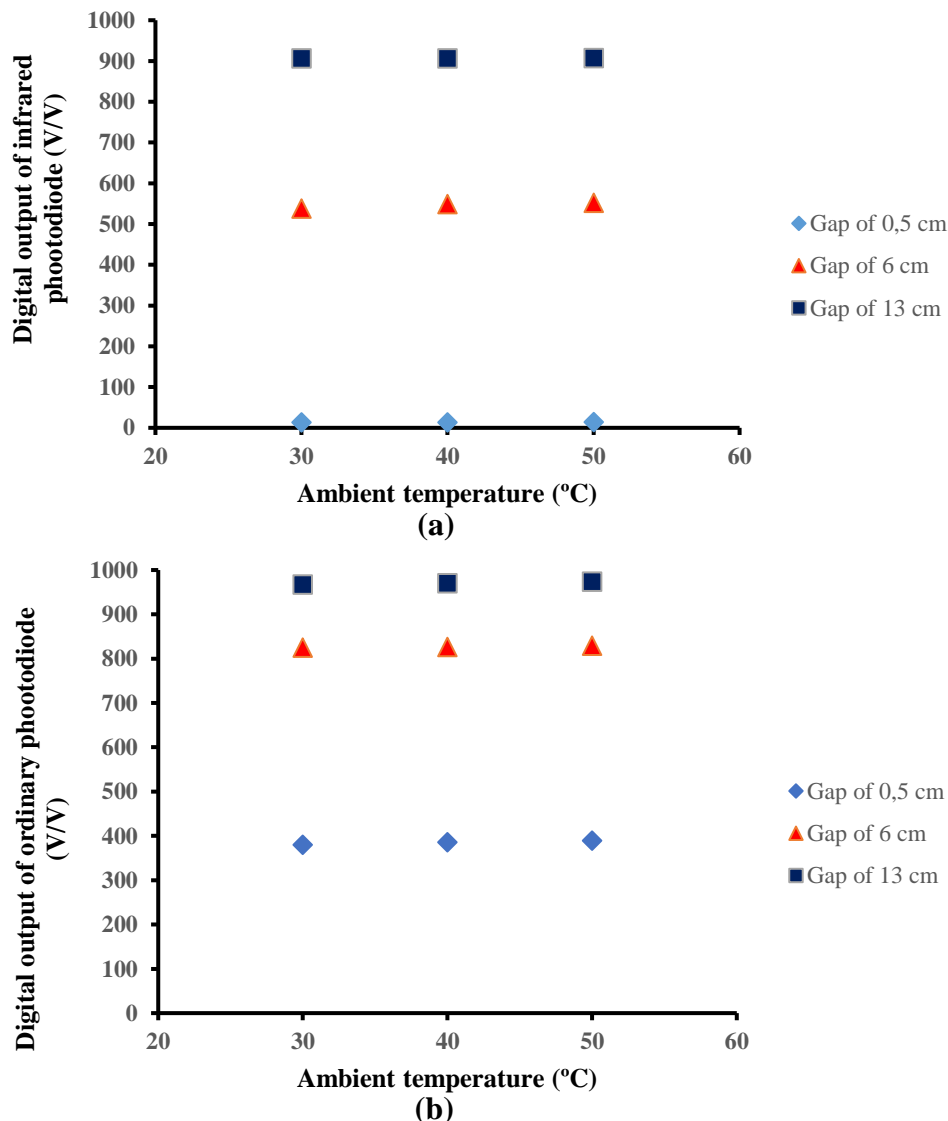 Digital output of infrared
phootodiode (V/V)
1000
900
800
700
600
500
400
300
200
100
0
20
30
40
50
60
Ambient temperature (ºC)
(a)
Gap of 0,5 cm
Gap of 6 cm
Gap of 13 cm
Digital output of ordinary phootodiode
(V/V)
1000
900
800
700
600
500
400
300
200
100
0
20
30
40
50
60
Ambient temperature (ºC)
(b)
Gap of 0,5 cm
Gap of 6 cm
Gap of 13 cm